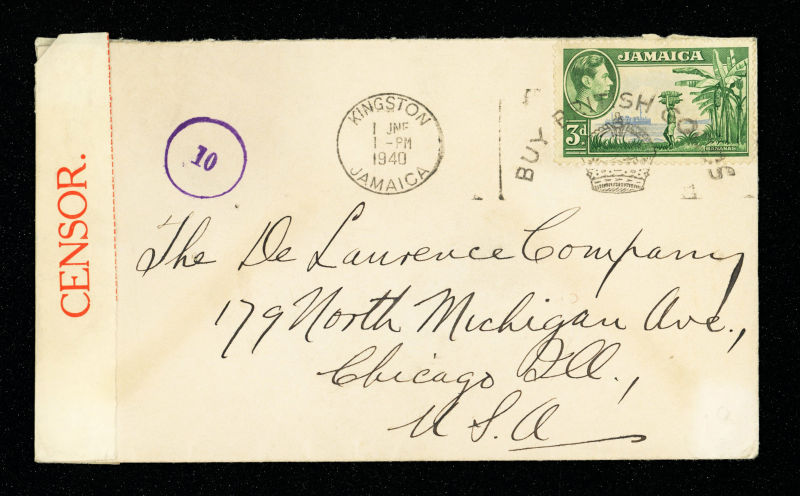 CENSOR.
10
KINGSTON
1 JNE
1 - PM
1940
JAMAICA
JAMAICA
3d
BANANAS
BUY BRITISH GOODS
The De Laurence Company
179 North Michigan Ave.,
Chicago Ill.,
U.S.A